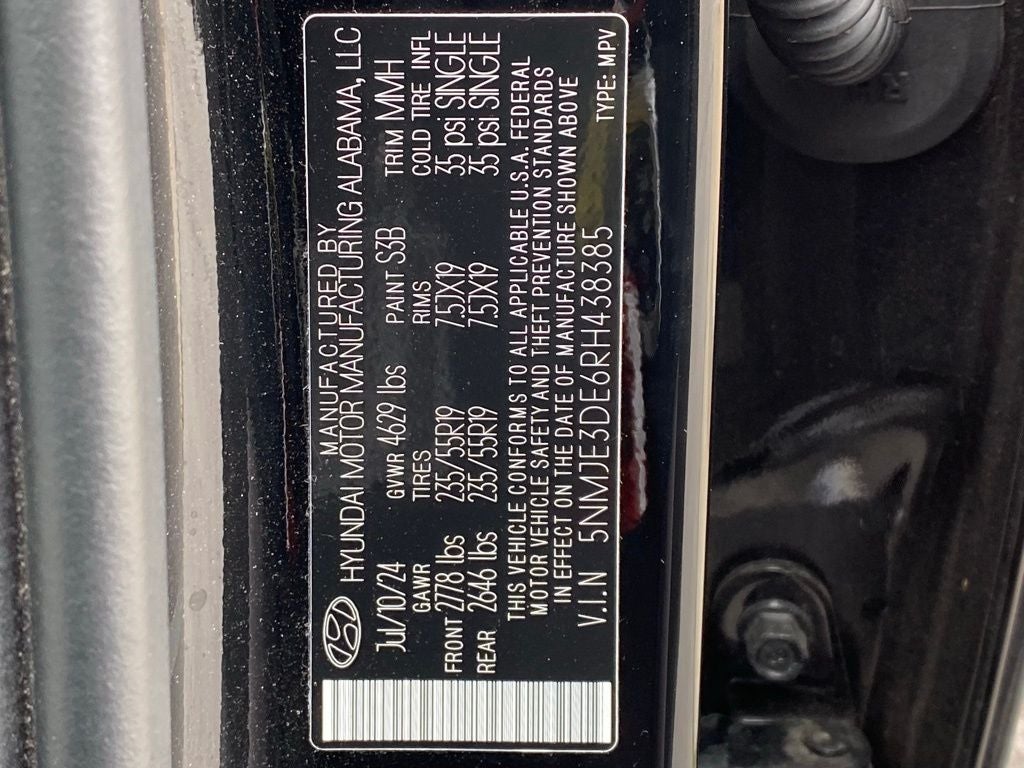 MANUFACTURED BY
HYUNDAI MOTOR MANUFACTURING ALABAMA, LLC
Jul/10/24 GVWR 4629 lbs PAINT S3B TRIM MMH
GAWR TIRES RIMS COLD TIRE INFL
FRONT 2778 lbs 235/55R19 7.5JX19 35 psi SINGLE
REAR 2646 lbs 235/55R19 7.5JX19 35 psi SINGLE
THIS VEHICLE CONFORMS TO ALL APPLICABLE U.S.A. FEDERAL
MOTOR VEHICLE SAFETY AND THEFT PREVENTION STANDARDS
IN EFFECT ON THE DATE OF MANUFACTURE SHOWN ABOVE
V.I.N 5NMJE3DE6RH438385 TYPE: MPV